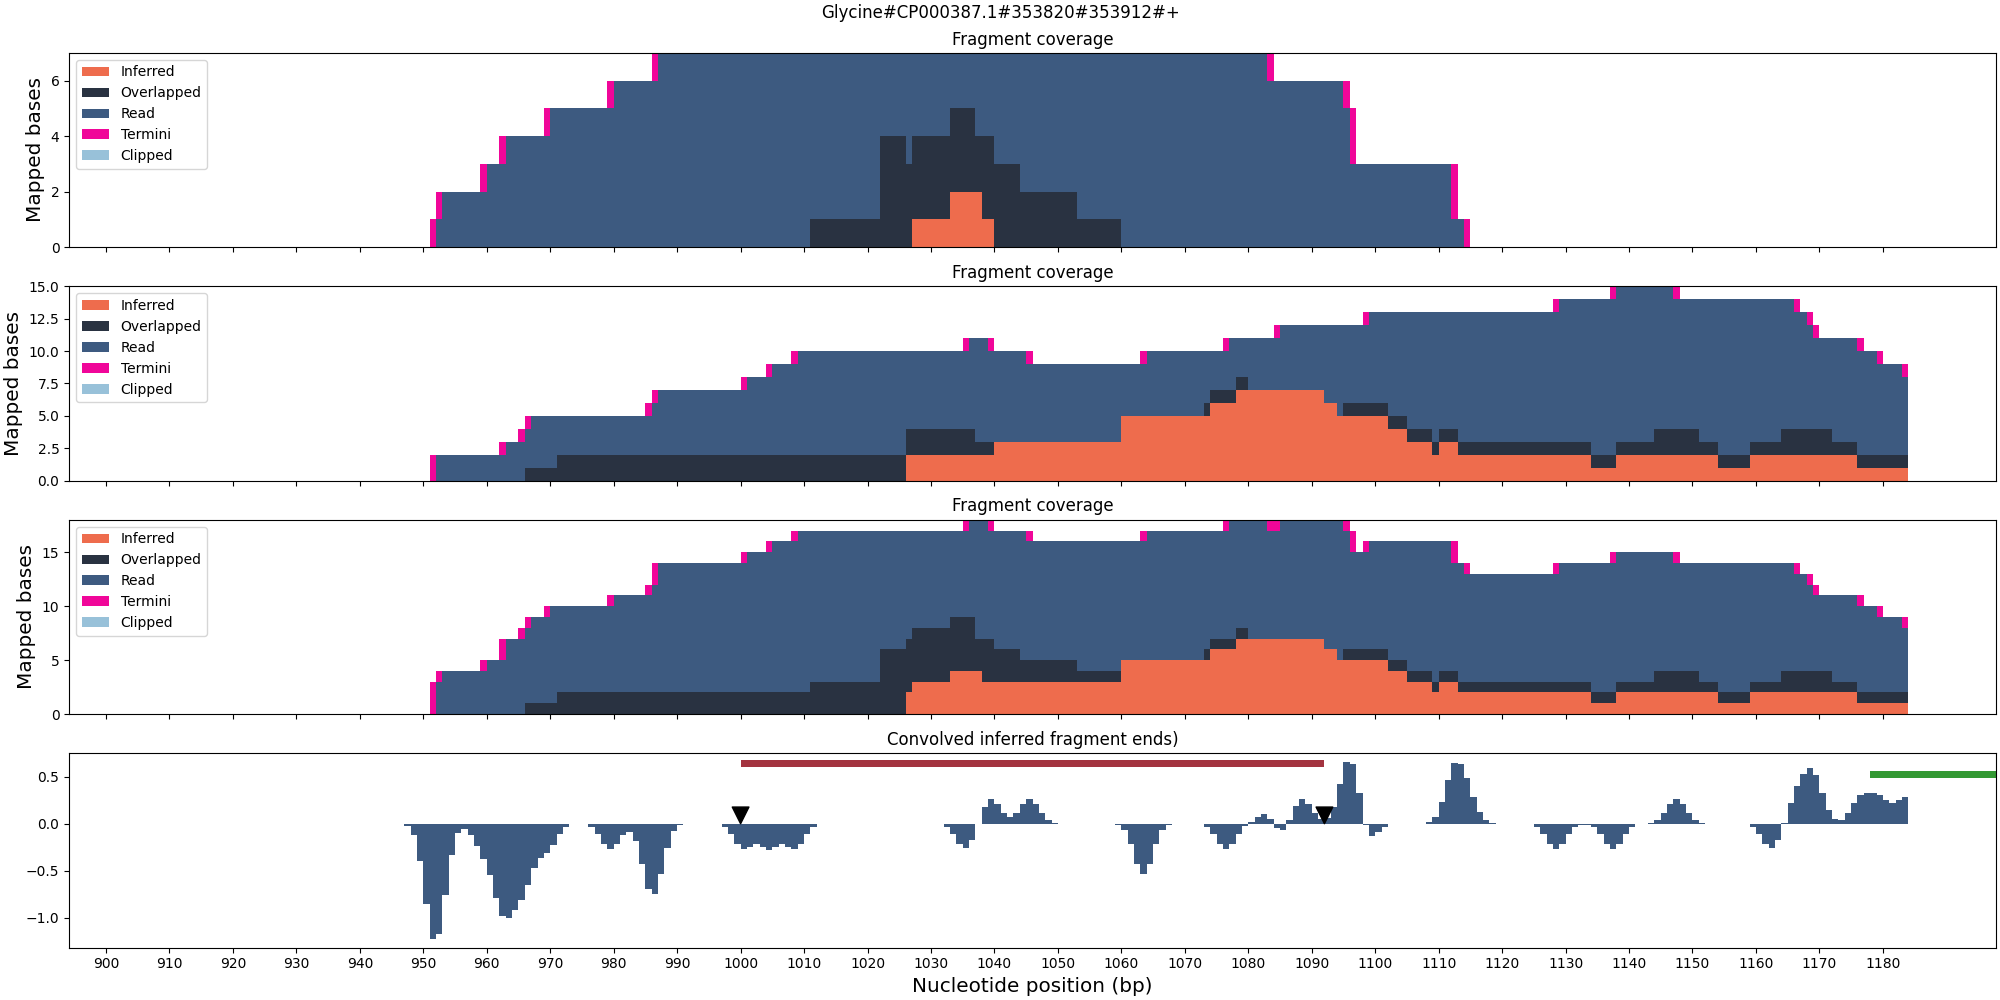 Glycine#CP000387.1#353820#353912#+
Fragment coverage
Mapped bases
6
4
2
0
Inferred
Overlapped
Read
Termini
Clipped
Fragment coverage
Mapped bases
15.0
12.5
10.0
7.5
5.0
2.5
0.0
Inferred
Overlapped
Read
Termini
Clipped
Fragment coverage
Mapped bases
15
10
5
0
Inferred
Overlapped
Read
Termini
Clipped
Convolved inferred fragment ends)
0.5
0.0
−0.5
−1.0
900 910 920 930 940 950 960 970 980 990 1000 1010 1020 1030 1040 1050 1060 1070 1080 1090 1100 1110 1120 1130 1140 1150 1160 1170 1180
Nucleotide position (bp)